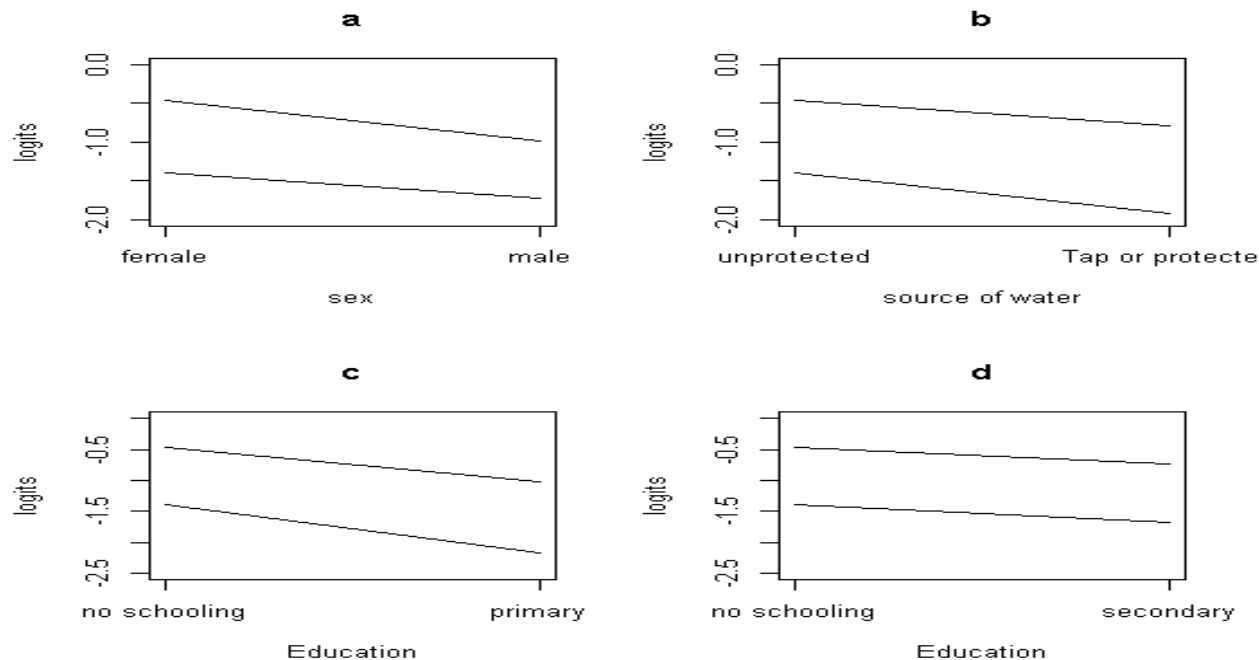 a
0.0
-1.0
-2.0
logits
female male
sex
b
0.0
-1.0
-2.0
logits
unprotected Tap or protecte
source of water
c
-0.5
-1.5
-2.5
logits
no schooling primary
Education
d
-0.5
-1.5
-2.5
logits
no schooling secondary
Education